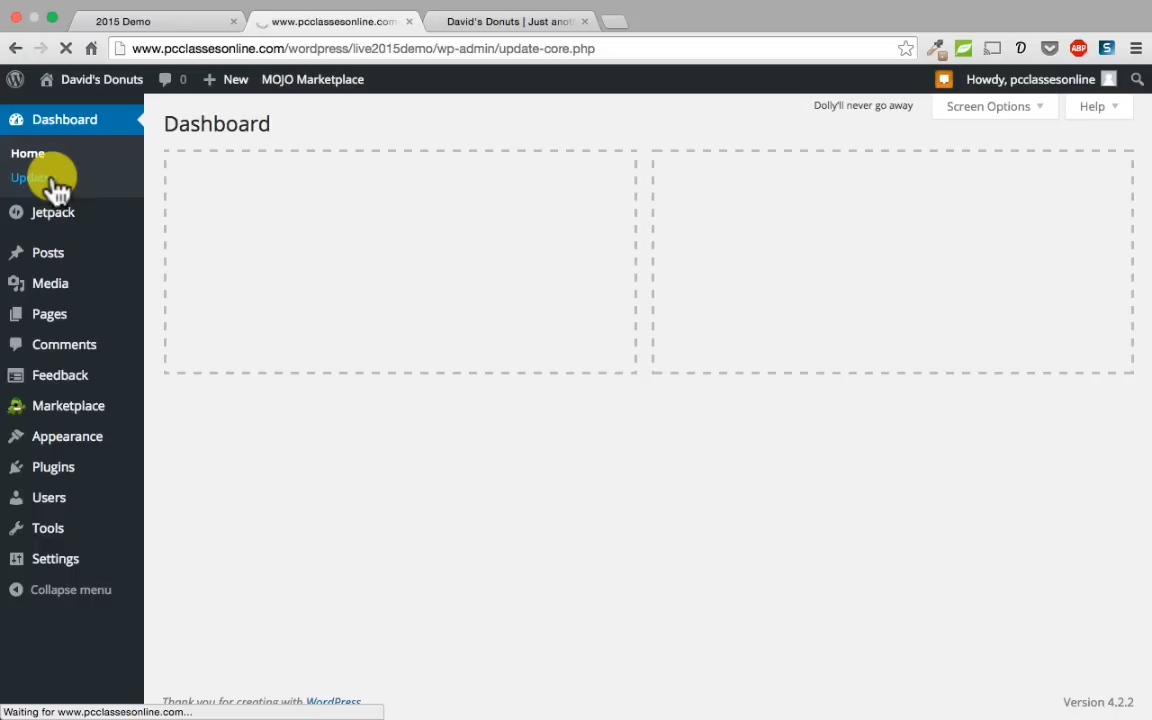 2015 Demo
www.pcclassesonline.com
David's Donuts | Just ano
www.pcclassesonline.com/wordpress/live2015demo/wp-admin/update-core.php
David's Donuts
0
New
MOJO Marketplace
Howdy, pcclassesonline
Dashboard
Home
Jetpack
Posts
Media
Pages
Comments
Feedback
Marketplace
Appearance
Plugins
Users
Tools
Settings
Collapse menu
Dashboard
Dolly'll never go away
Screen Options
Help
Thank you for creating with WordPress
Version 4.2.2
Waiting for www.pcclassesonline.com...